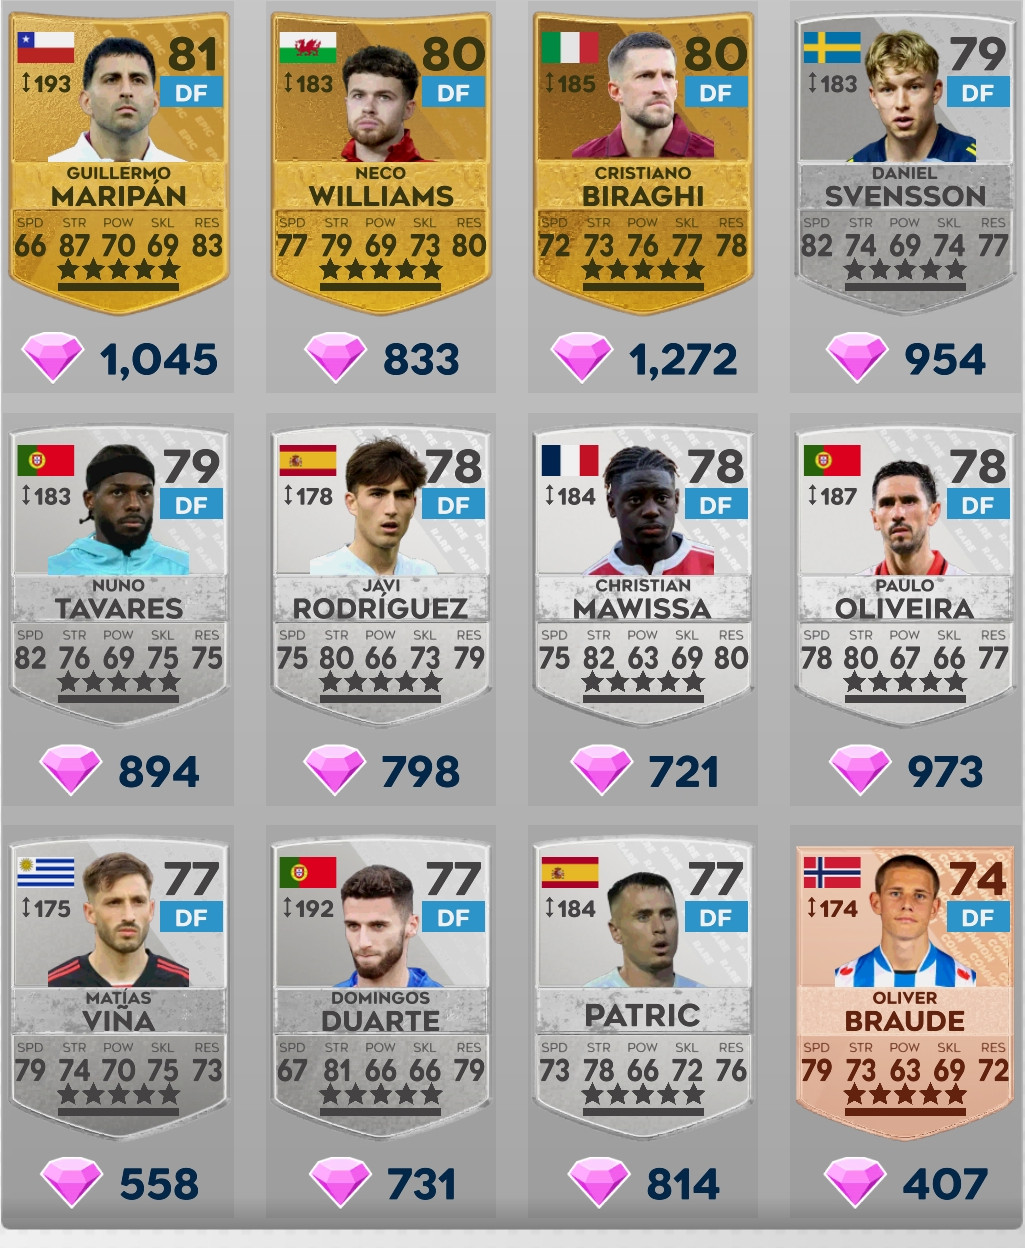 81
193
DF
GUILLERMO
MARIPÁN
SPD STR POW SKL RES
66 87 70 69 83
1,045
80
183
DF
NECO
WILLIAMS
SPD STR POW SKL RES
77 79 69 73 80
833
80
185
DF
CRISTIANO
BIRAGHI
SPD STR POW SKL RES
72 73 76 77 78
1,272
79
183
DF
DANIEL
SVENSSON
SPD STR POW SKL RES
82 74 69 74 77
954
79
183
DF
NUNO
TAVARES
SPD STR POW SKL RES
82 76 69 75 75
894
78
178
DF
JAVI
RODRÍGUEZ
SPD STR POW SKL RES
75 80 66 73 79
798
78
184
DF
CHRISTIAN
MAWISSA
SPD STR POW SKL RES
75 82 63 69 80
721
78
187
DF
PAULO
OLIVEIRA
SPD STR POW SKL RES
78 80 67 66 77
973
77
175
DF
MATÍAS
VIÑA
SPD STR POW SKL RES
79 74 70 75 73
558
77
192
DF
DOMINGOS
DUARTE
SPD STR POW SKL RES
67 81 66 66 79
731
77
184
DF
PATRIC
SPD STR POW SKL RES
73 78 66 72 76
814
74
174
DF
OLIVER
BRAUDE
SPD STR POW SKL RES
79 73 63 69 72
407